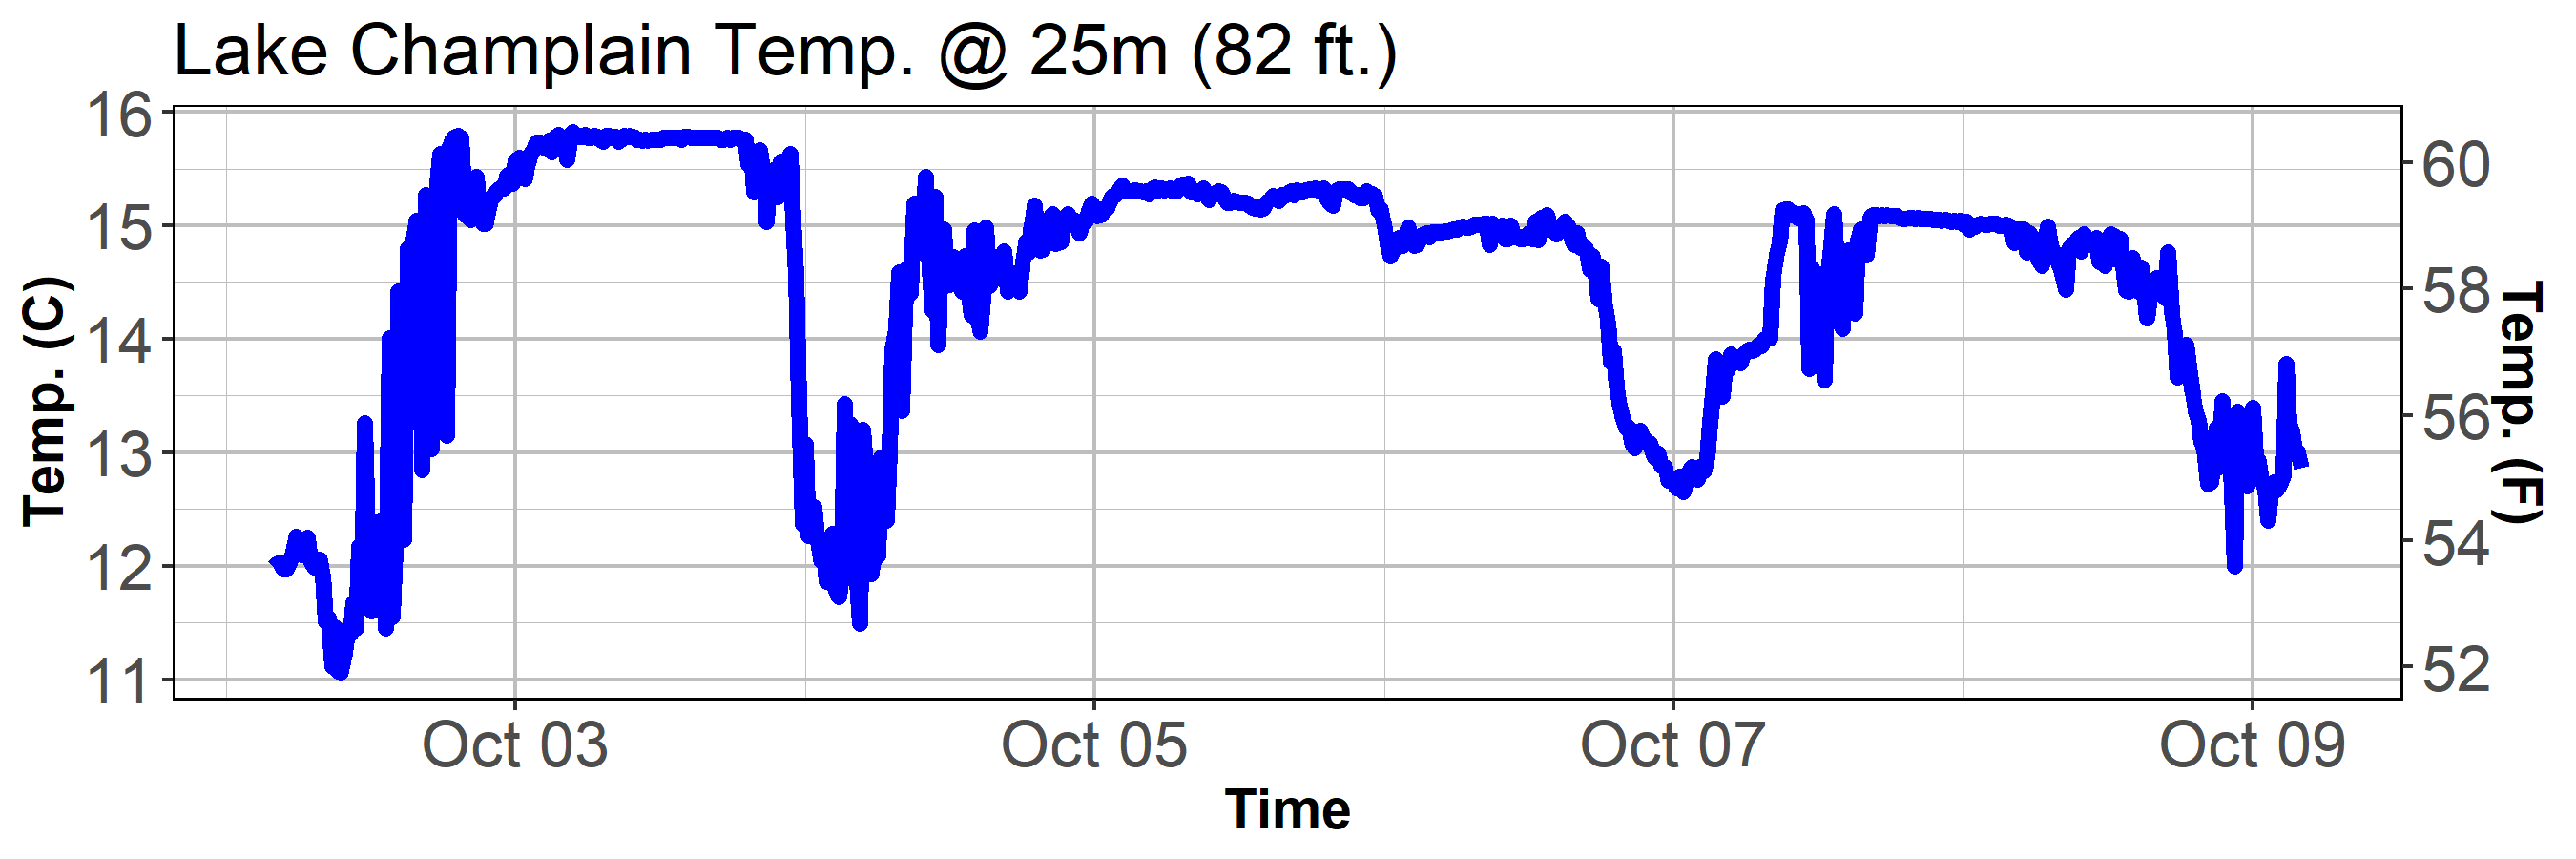 Lake Champlain Temp. @ 25m (82 ft.)
16
15
14
13
12
11
Temp. (C)
60
58
56
54
52
Temp. (F)
Oct 03 Oct 05 Oct 07 Oct 09
Time